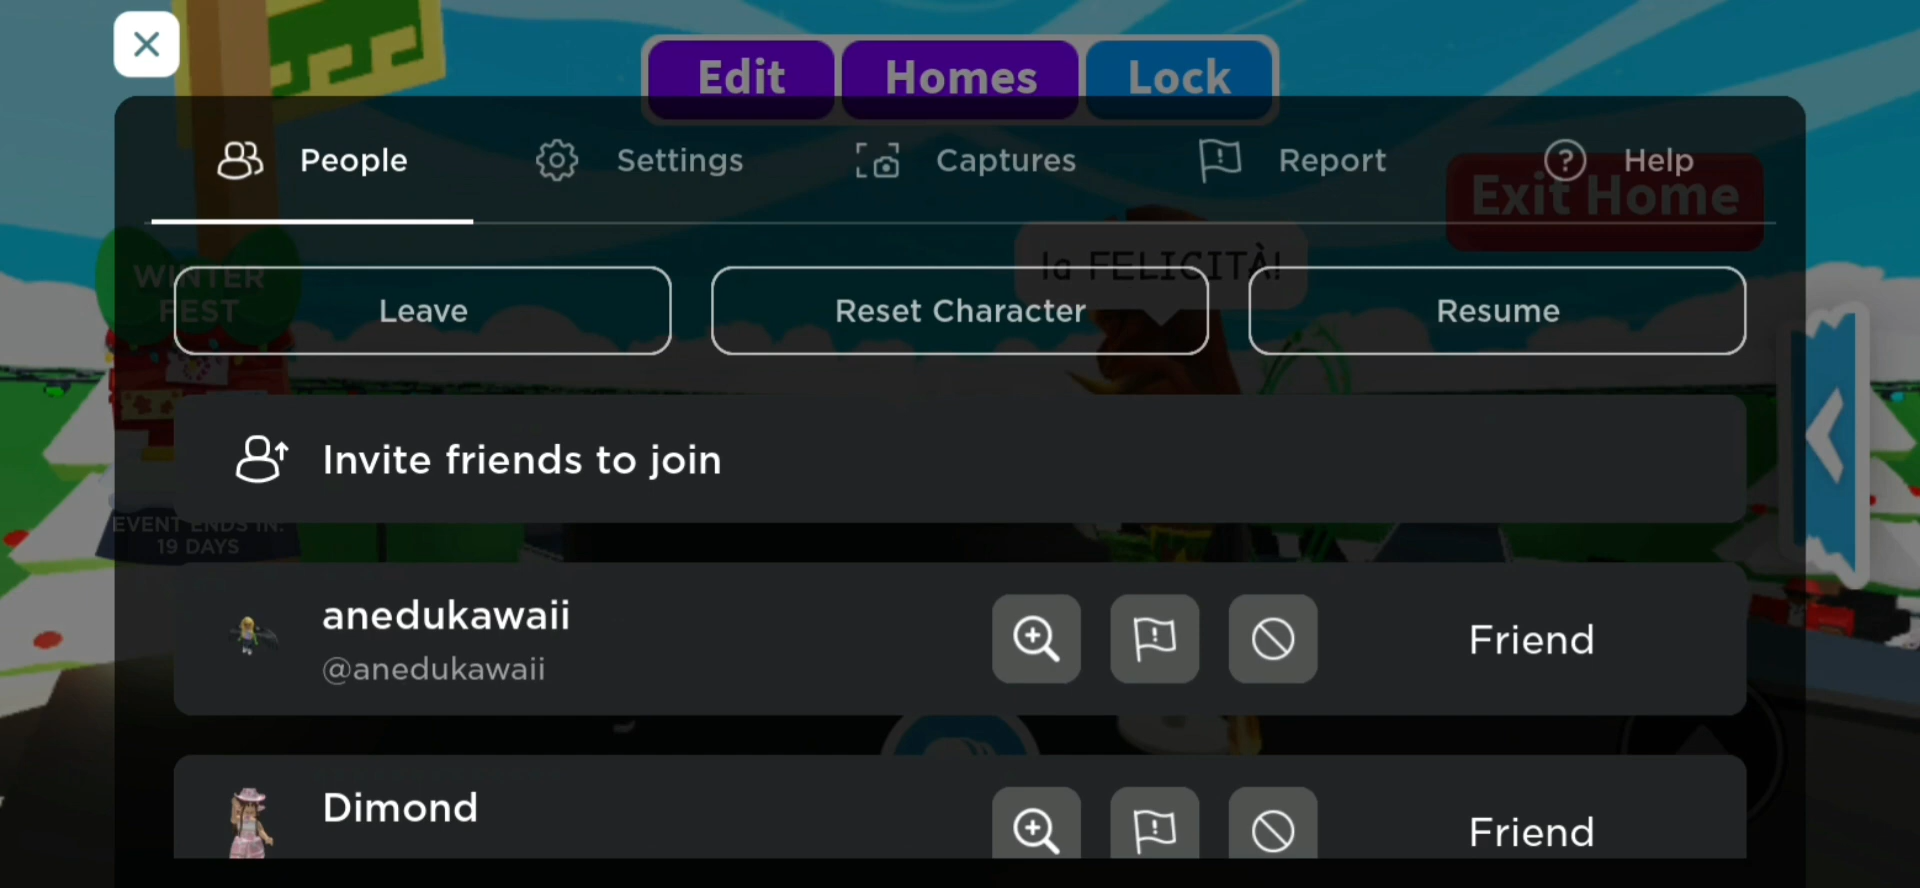 Edit
Homes
Lock
People
Settings
Captures
Report
Help
Exit Home
WINTER
FEST
la FELICITÀ!
Leave
Reset Character
Resume
Invite friends to join
EVENT ENDS IN:
19 DAYS
anedukawaii
@anedukawaii
Friend
Dimond
Friend